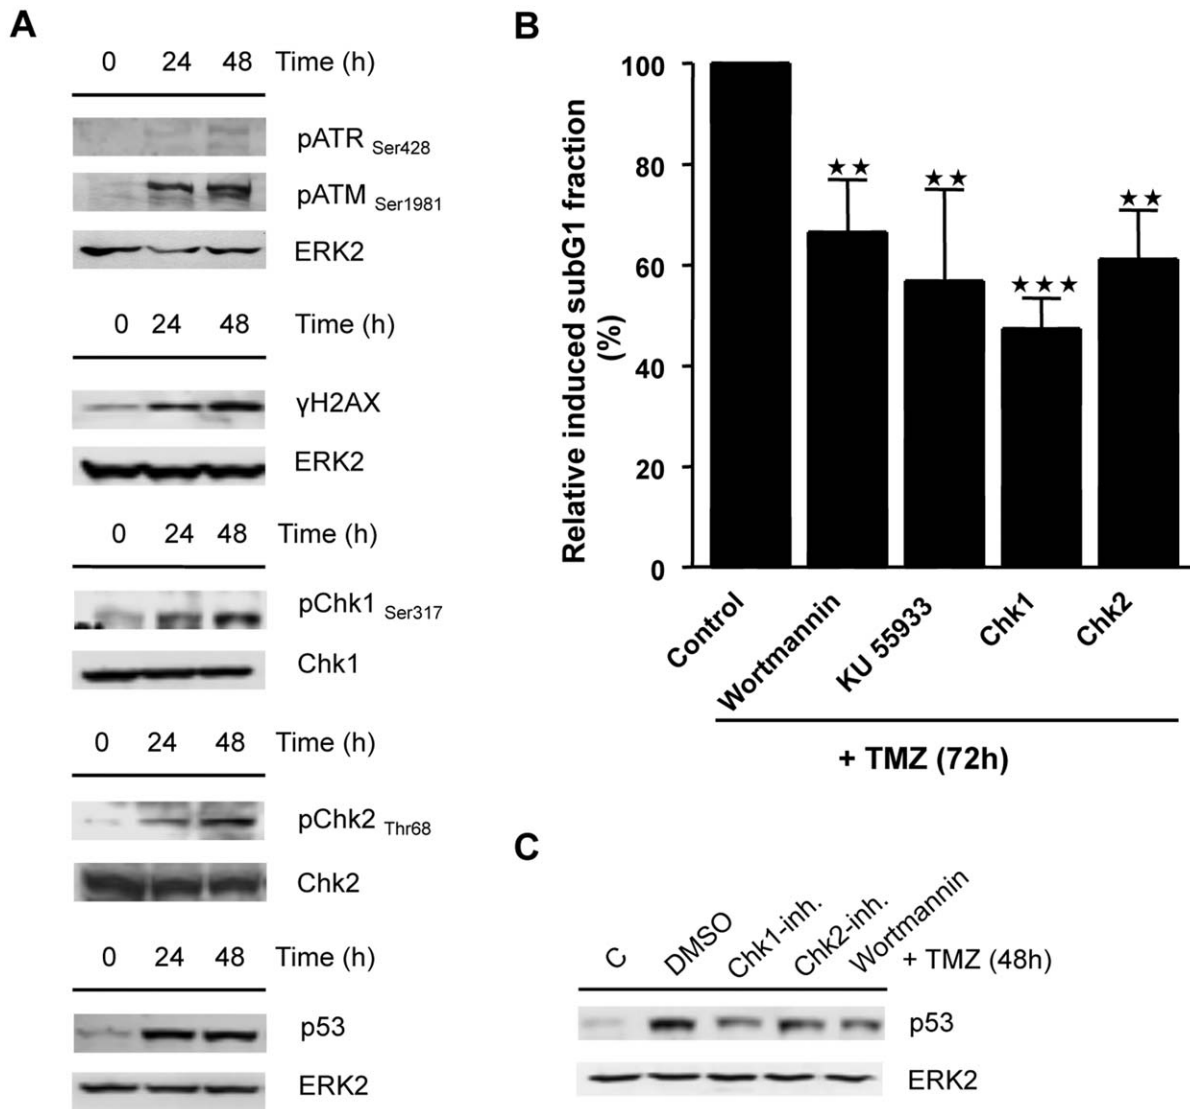 A
0 24 48 Time (h)
pATR Ser428
pATM Ser1981
ERK2
0 24 48 Time (h)
γH2AX
ERK2
0 24 48 Time (h)
pChk1 Ser317
Chk1
0 24 48 Time (h)
pChk2 Thr68
Chk2
0 24 48 Time (h)
p53
ERK2
B
Relative induced subG1 fraction
(%)
100
80
60
40
20
0
★★
★★
★★★
★★
Control
Wortmannin
KU 55933
Chk1
Chk2
+ TMZ (72h)
C
C
DMSO
Chk1-inh.
Chk2-inh.
Wortmannin
+ TMZ (48h)
p53
ERK2